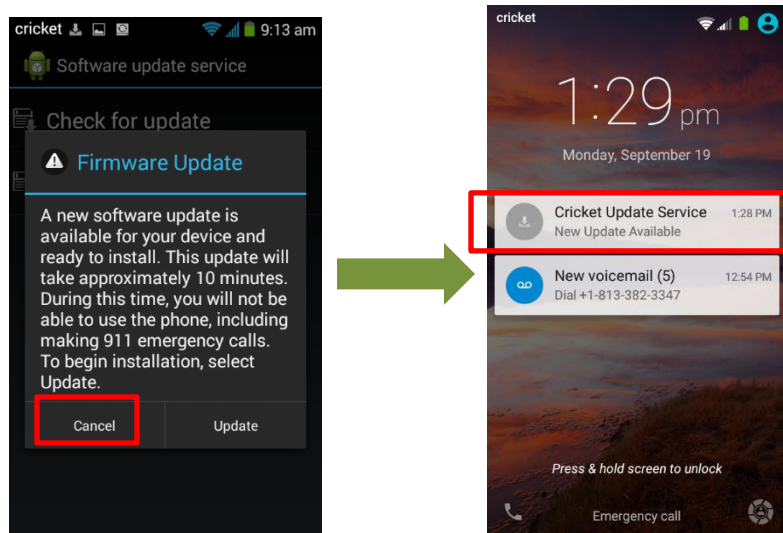 cricket 9:13 am
Software update service
Check for update
Firmware Update
A new software update is
available for your device and
ready to install. This update will
take approximately 10 minutes.
During this time, you will not be
able to use the phone, including
making 911 emergency calls.
To begin installation, select
Update.
Cancel Update
cricket
1:29 pm
Monday, September 19
Cricket Update Service 1:28 PM
New Update Available
New voicemail (5) 12:54 PM
Dial +1-813-382-3347
Press & hold screen to unlock
Emergency call